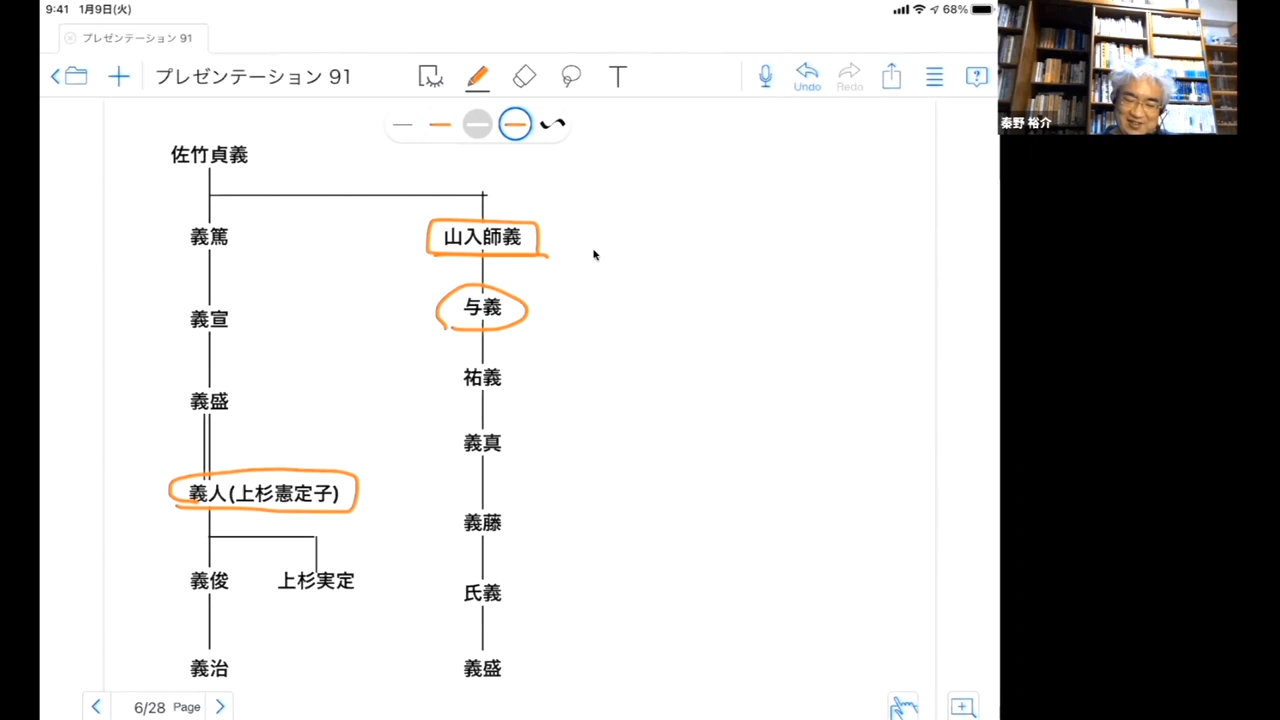 9:41 1月9日(火)
68%
プレゼンテーション 91
プレゼンテーション 91
T
Undo
Redo
秦野 裕介
佐竹貞義
義篤
山入師義
与義
義宣
祐義
義盛
義真
義人(上杉憲定子)
義藤
義俊
上杉実定
氏義
義治
義盛
6/28 Page